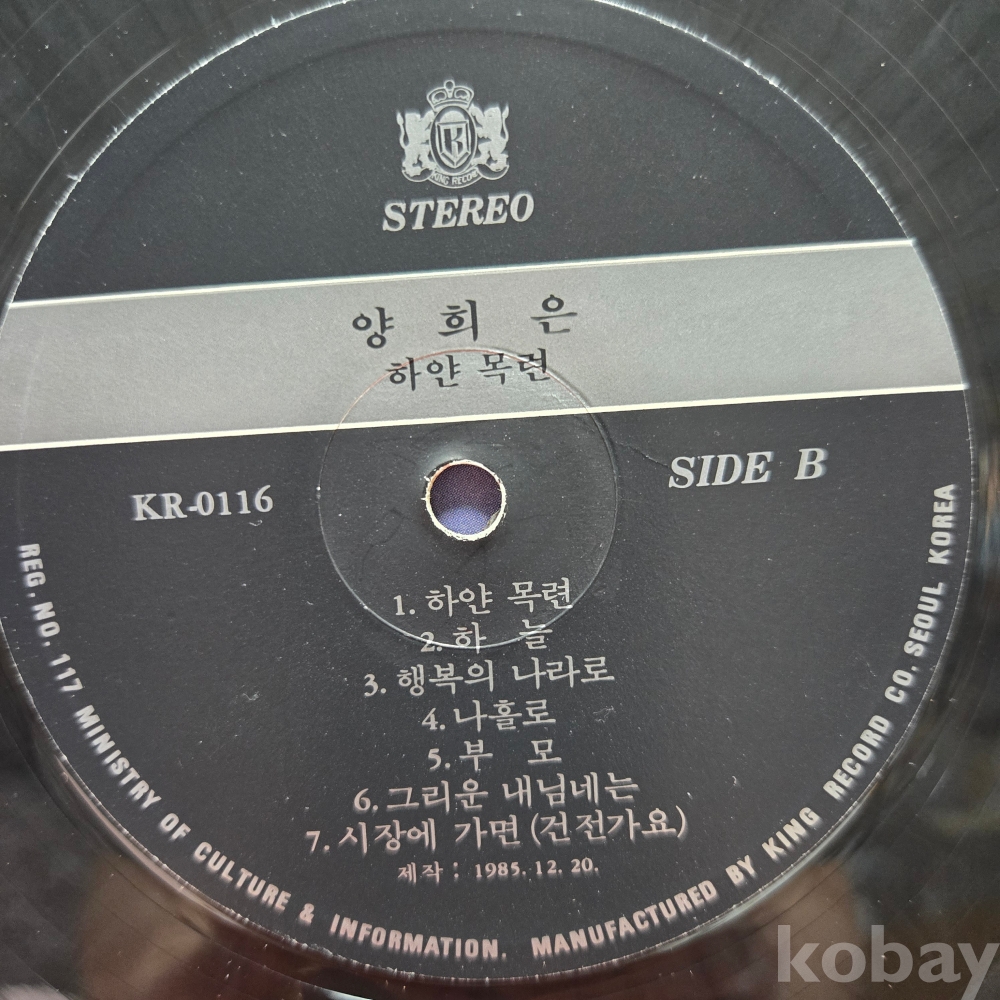 KING RECORD
STEREO
양 희 은
하얀 목련
SIDE B
KR-0116
1. 하얀 목련
2. 하 늘
3. 행복의 나라로
4. 나홀로
5. 부 모
6. 그리운 내님네는
7. 시장에 가면 (건전가요)
제작 : 1985. 12. 20.
REG. NO. 117 MINISTRY OF CULTURE & INFORMATION. MANUFACTURED BY KING RECORD CO. SEOUL KOREA
kobay